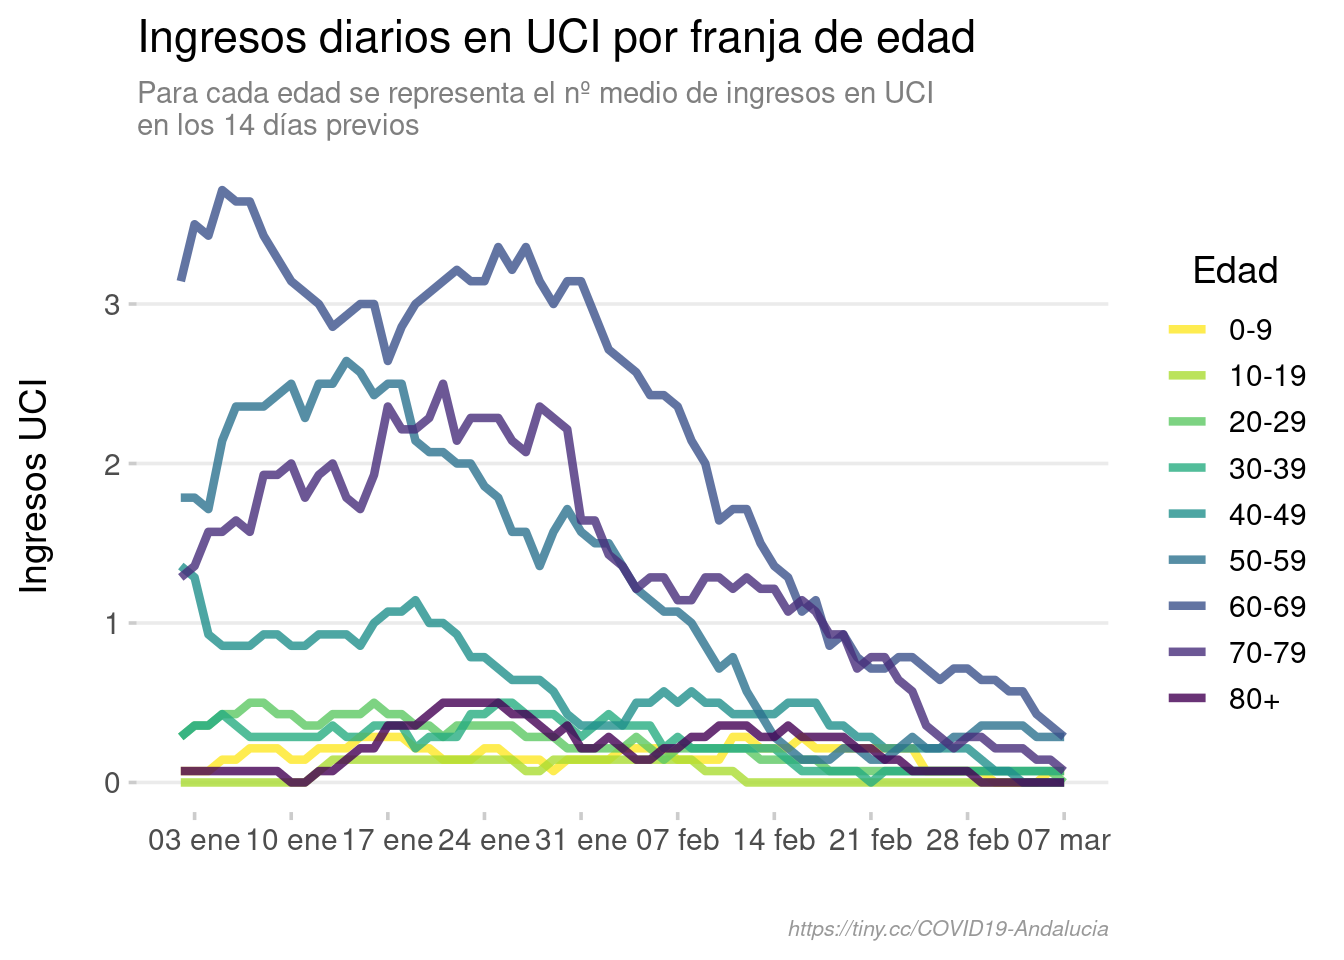 Ingresos diarios en UCI por franja de edad
Para cada edad se representa el nº medio de ingresos en UCI
en los 14 días previos
Ingresos UCI
3
2
1
0
03 ene 10 ene 17 ene 24 ene 31 ene 07 feb 14 feb 21 feb 28 feb 07 mar
Edad
0-9
10-19
20-29
30-39
40-49
50-59
60-69
70-79
80+
https://tiny.cc/COVID19-Andalucia